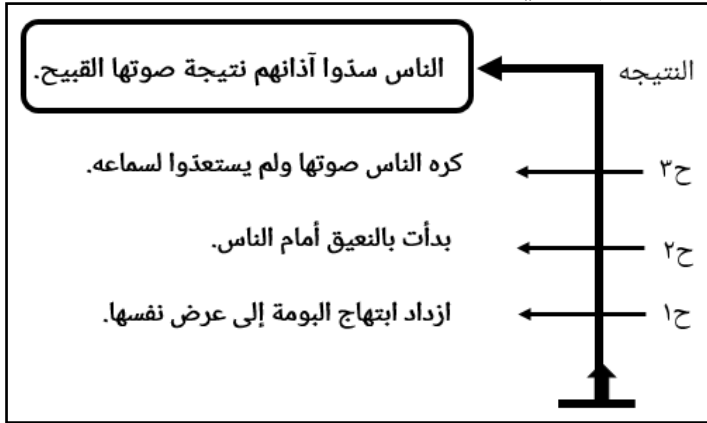 النتيجه
الناس سدّوا آذانهم نتيجة صوتها القبيح.
ح٣
كره الناس صوتها ولم يستعدّوا لسماعه.
ح٢
بدأت بالنعيق أمام الناس.
ح١
ازداد ابتهاج البومة إلى عرض نفسها.